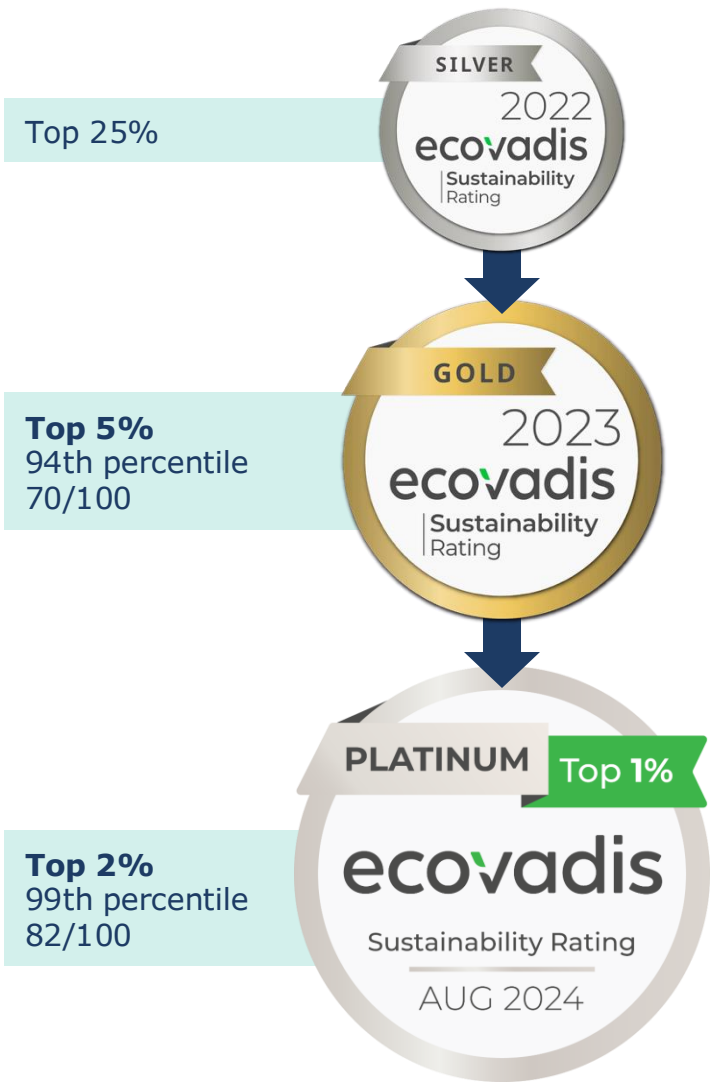 Top 25%
SILVER
2022
ecovadis
Sustainability
Rating
Top 5%
94th percentile
70/100
GOLD
2023
ecovadis
Sustainability
Rating
Top 2%
99th percentile
82/100
PLATINUM
Top 1%
ecovadis
Sustainability Rating
AUG 2024